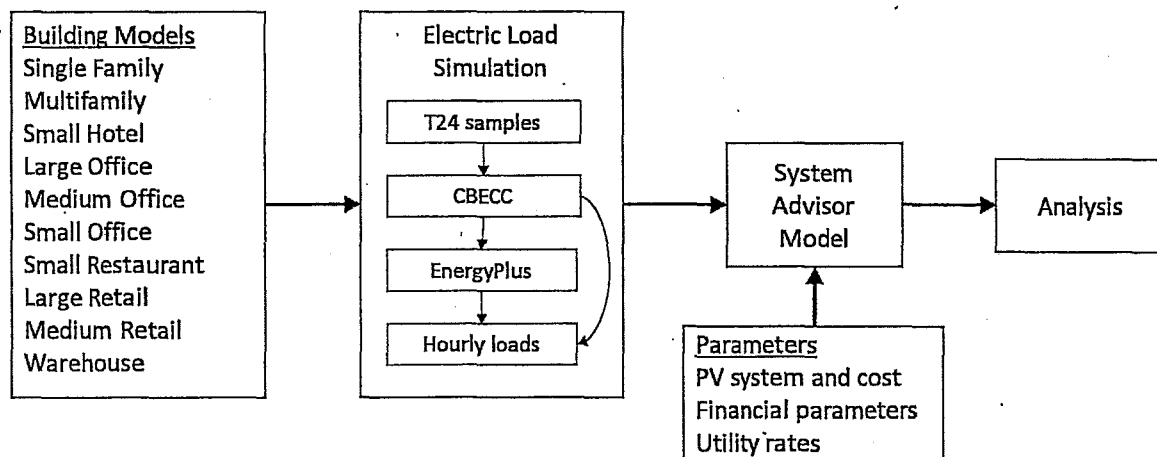 Building Models
Single Family
Multifamily
Small Hotel
Large Office
Medium Office
Small Office
Small Restaurant
Large Retail
Medium Retail
Warehouse
Electric Load
Simulation
T24 samples
CBECC
EnergyPlus
Hourly loads
System
Advisor
Model
Analysis
Parameters
PV system and cost
Financial parameters
Utility rates